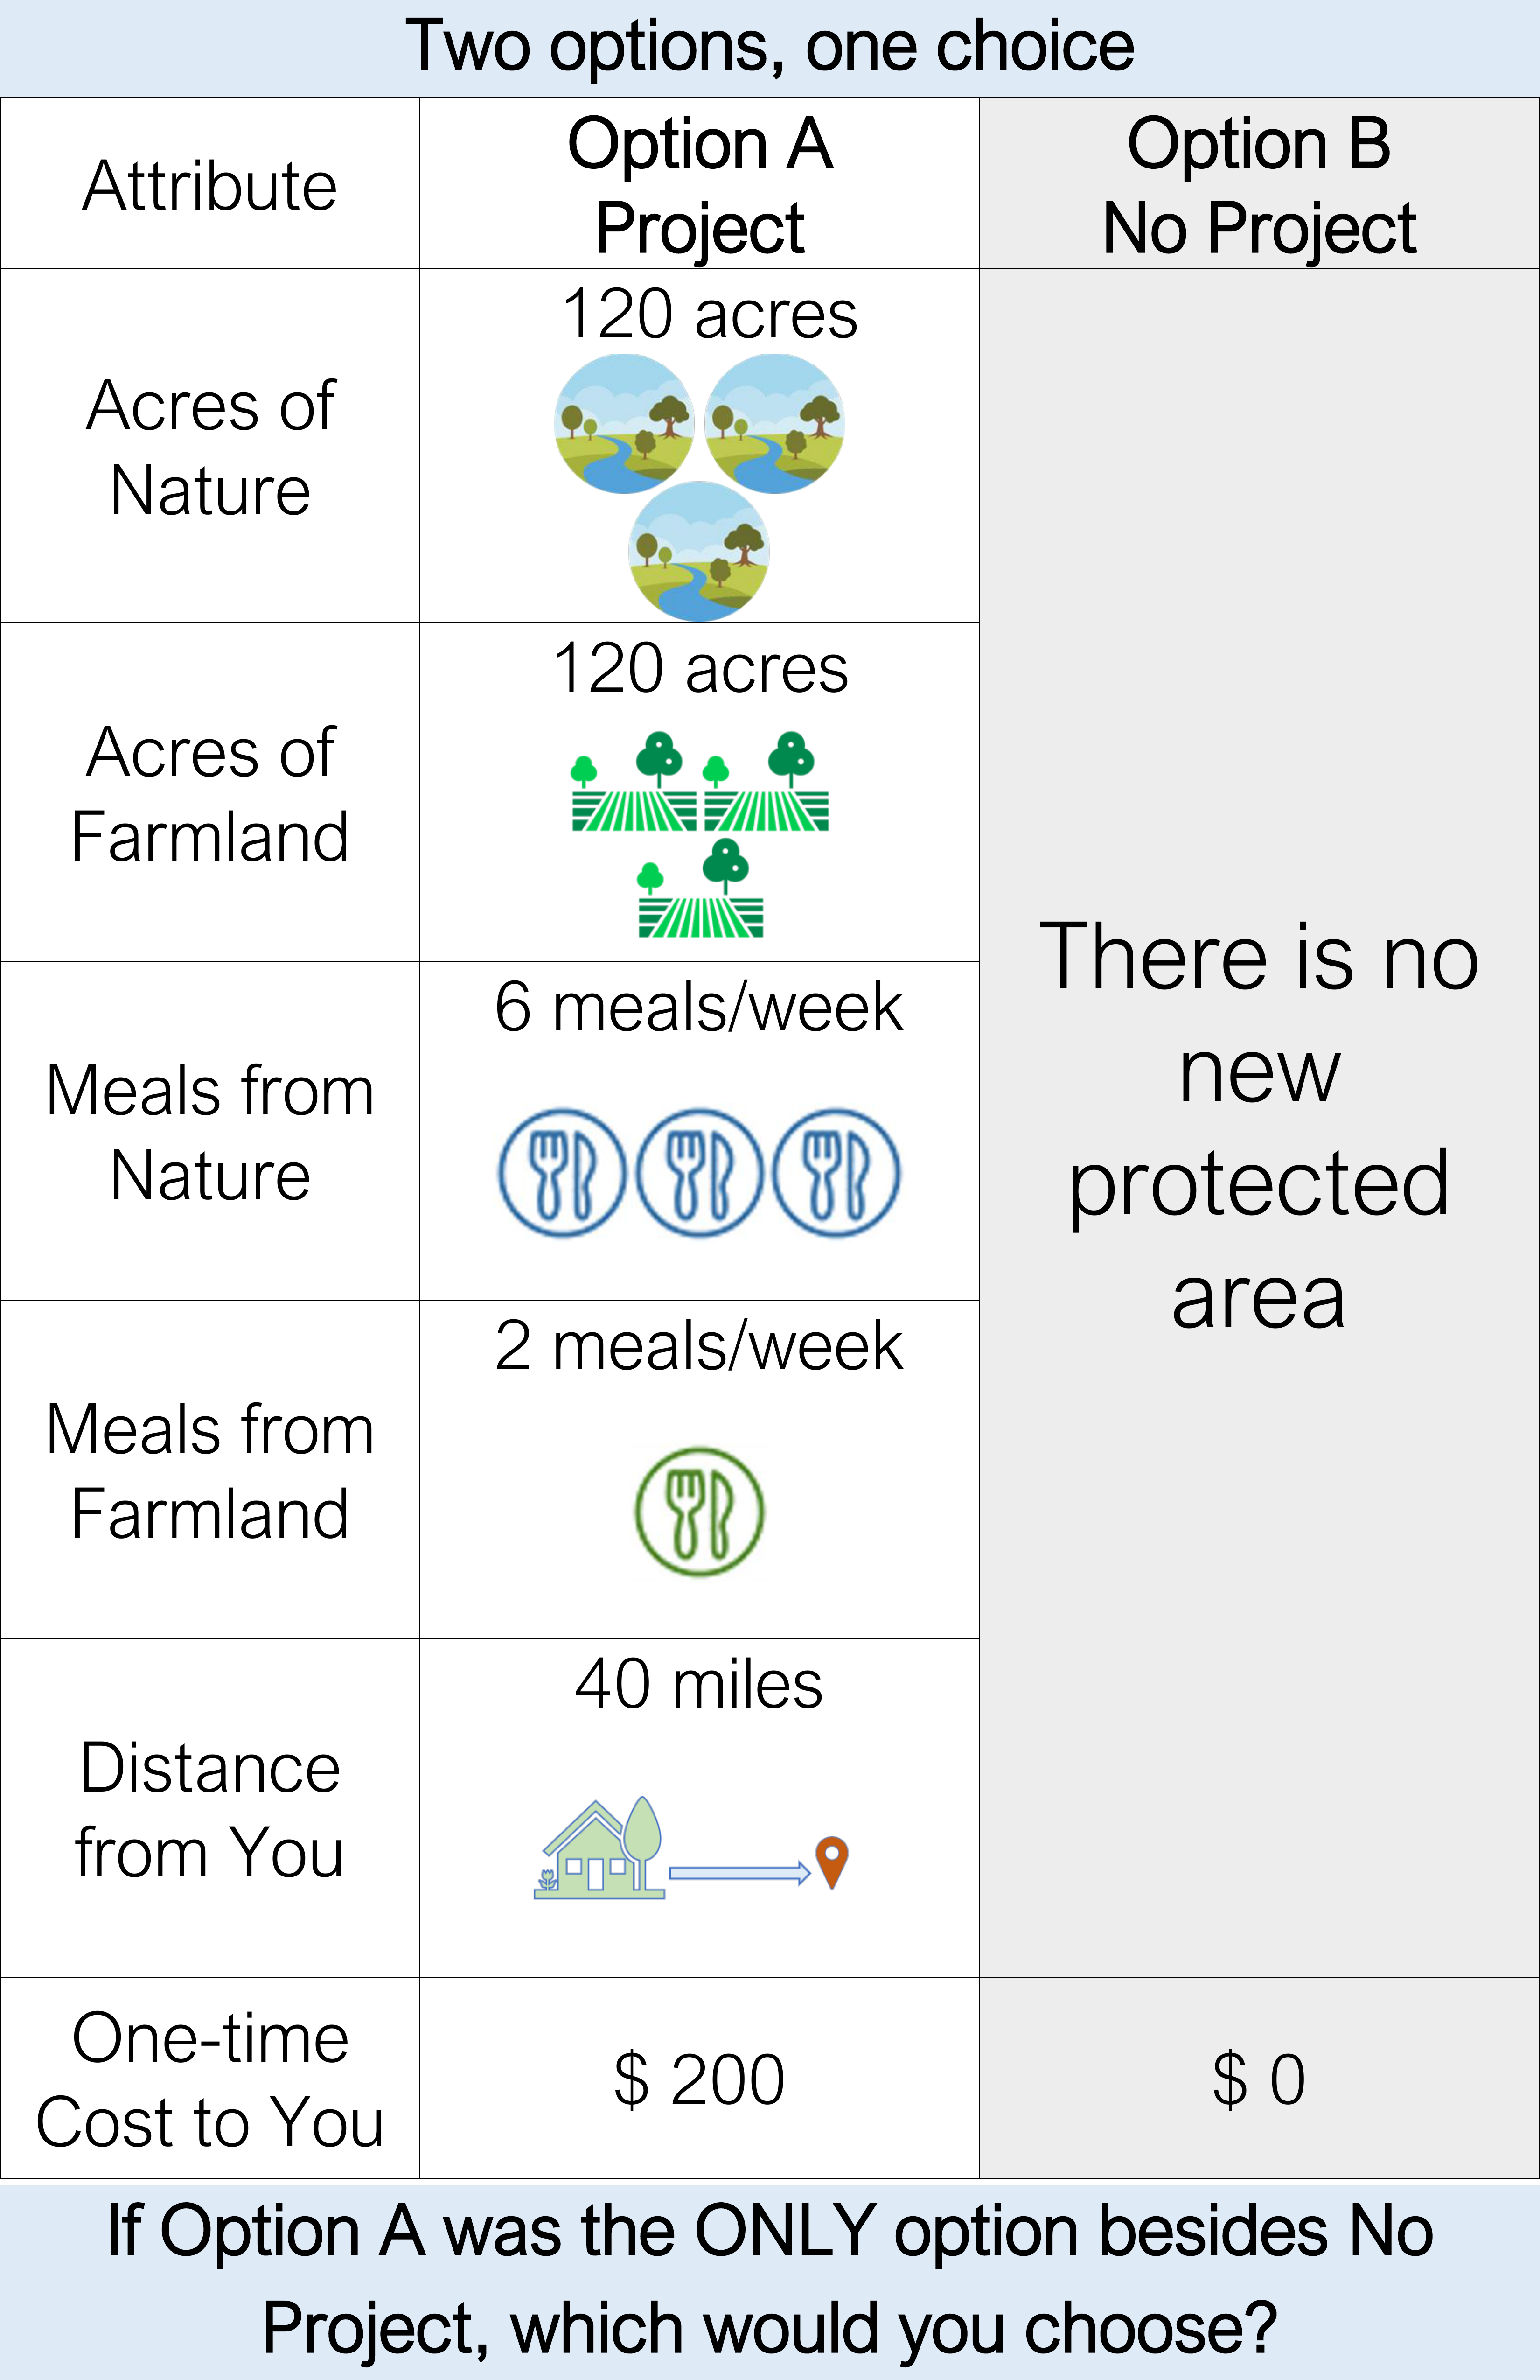 Two options, one choice
Attribute
Option A
Project
Option B
No Project
Acres of
Nature
120 acres
Acres of
Farmland
120 acres
Meals from
Nature
6 meals/week
Meals from
Farmland
2 meals/week
Distance
from You
40 miles
There is no
new
protected
area
One-time
Cost to You
$ 200
$ 0
If Option A was the ONLY option besides No
Project, which would you choose?